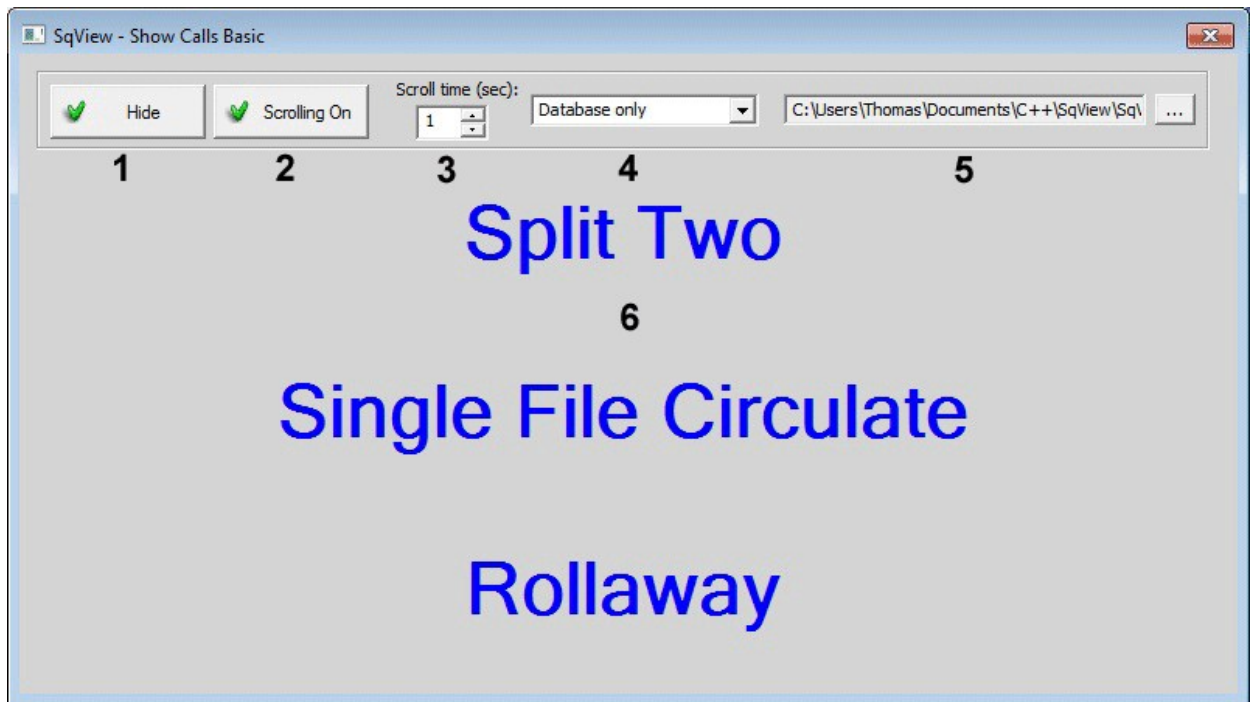 SqView - Show Calls Basic
Scroll time (sec):
Hide
Scrolling On
1
Database only
C:\Users\Thomas\Documents\C++\SqView\Sq\
...
1 2 3 4 5
Split Two
6
Single File Circulate
Rollaway